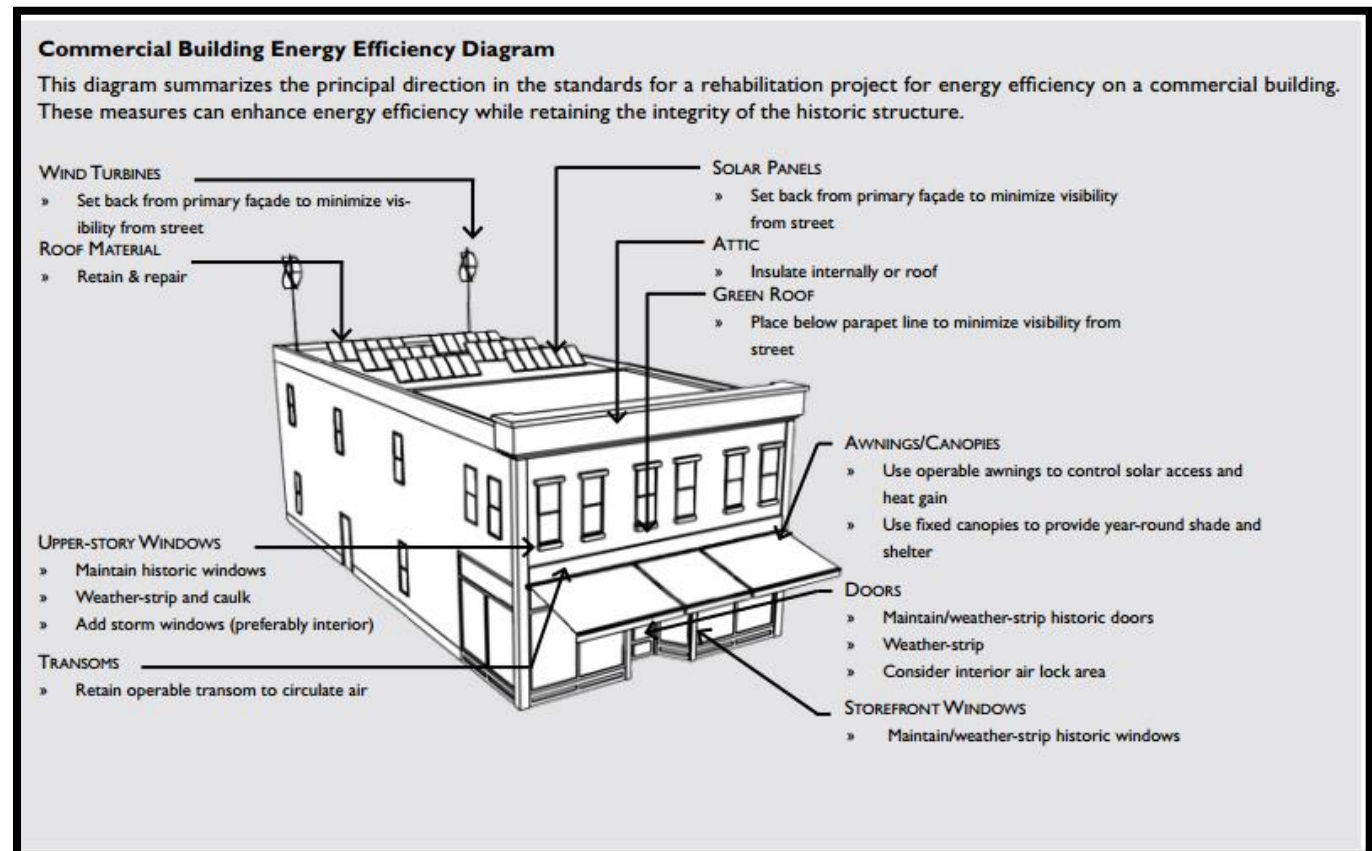 Commercial Building Energy Efficiency Diagram
This diagram summarizes the principal direction in the standards for a rehabilitation project for energy efficiency on a commercial building.
These measures can enhance energy efficiency while retaining the integrity of the historic structure.
WIND TURBINES
» Set back from primary façade to minimize vis-
ibility from street
ROOF MATERIAL
» Retain & repair
SOLAR PANELS
» Set back from primary façade to minimize visibility
from street
ATTIC
» Insulate internally or roof
GREEN ROOF
» Place below parapet line to minimize visibility from
street
UPPER-STORY WINDOWS
» Maintain historic windows
» Weather-strip and caulk
» Add storm windows (preferably interior)
TRANSOMS
» Retain operable transom to circulate air
AWNINGS/CANOPIES
» Use operable awnings to control solar access and
heat gain
» Use fixed canopies to provide year-round shade and
shelter
DOORS
» Maintain/weather-strip historic doors
» Weather-strip
» Consider interior air lock area
STOREFRONT WINDOWS
» Maintain/weather-strip historic windows